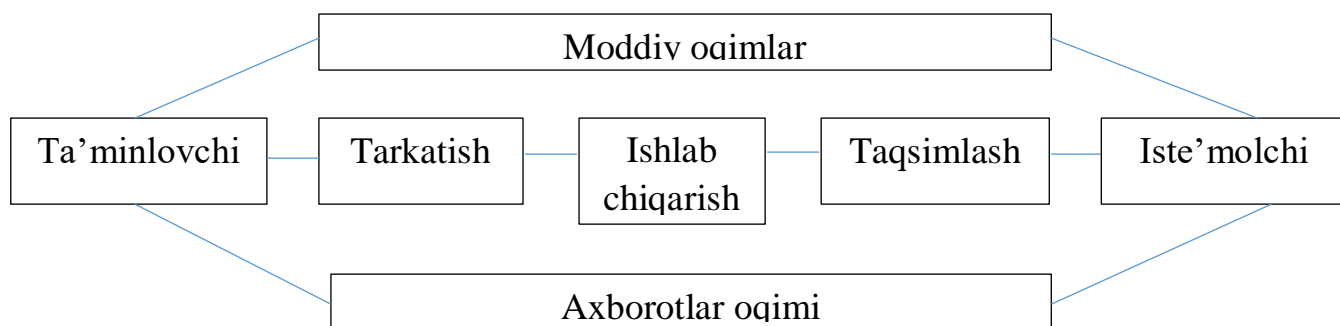 Moddiy oqimlar
Ta’minlovchi
Tarkatish
Ishlab
chiqarish
Taqsimlash
Iste’molchi
Axborotlar oqimi